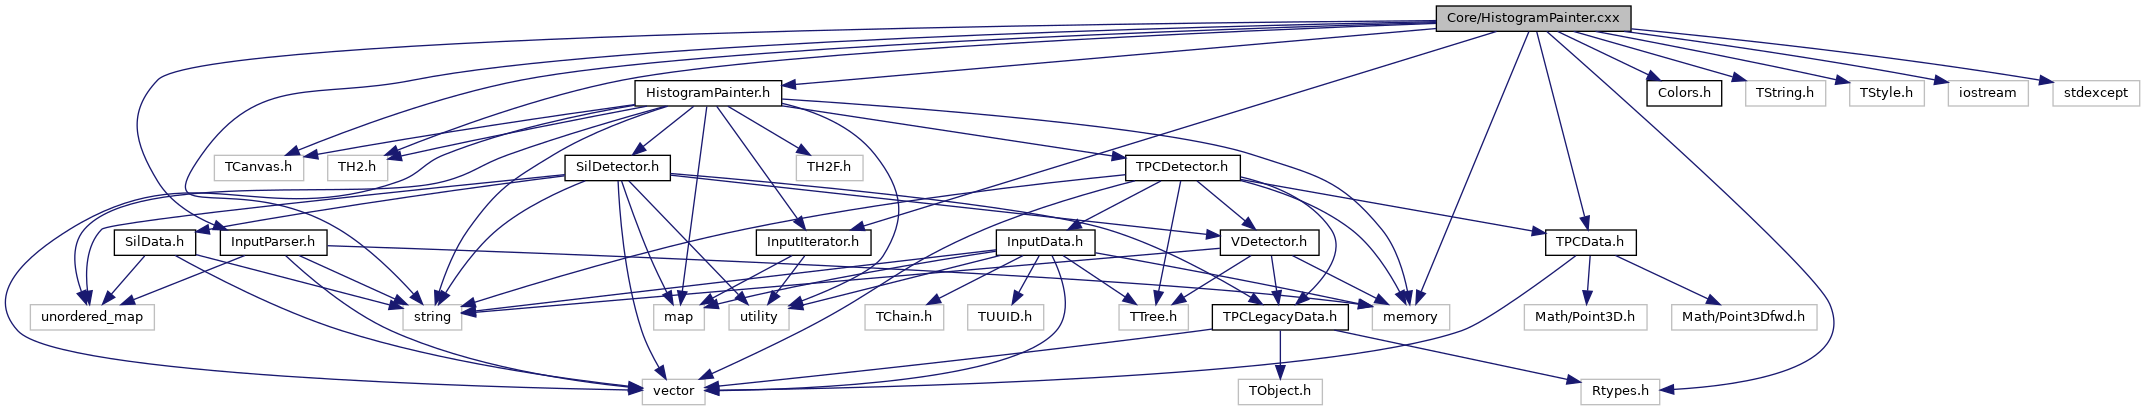 Core/HistogramPainter.cxx
HistogramPainter.h
Colors.h
TString.h
TStyle.h
iostream
stdexcept
TCanvas.h
TH2.h
SilDetector.h
TH2F.h
TPCDetector.h
SilData.h
InputParser.h
InputIterator.h
InputData.h
VDetector.h
TPCData.h
unordered_map
string
map
utility
TChain.h
TUUID.h
TTree.h
TPCLegacyData.h
memory
Math/Point3D.h
Math/Point3Dfwd.h
vector
TObject.h
Rtypes.h